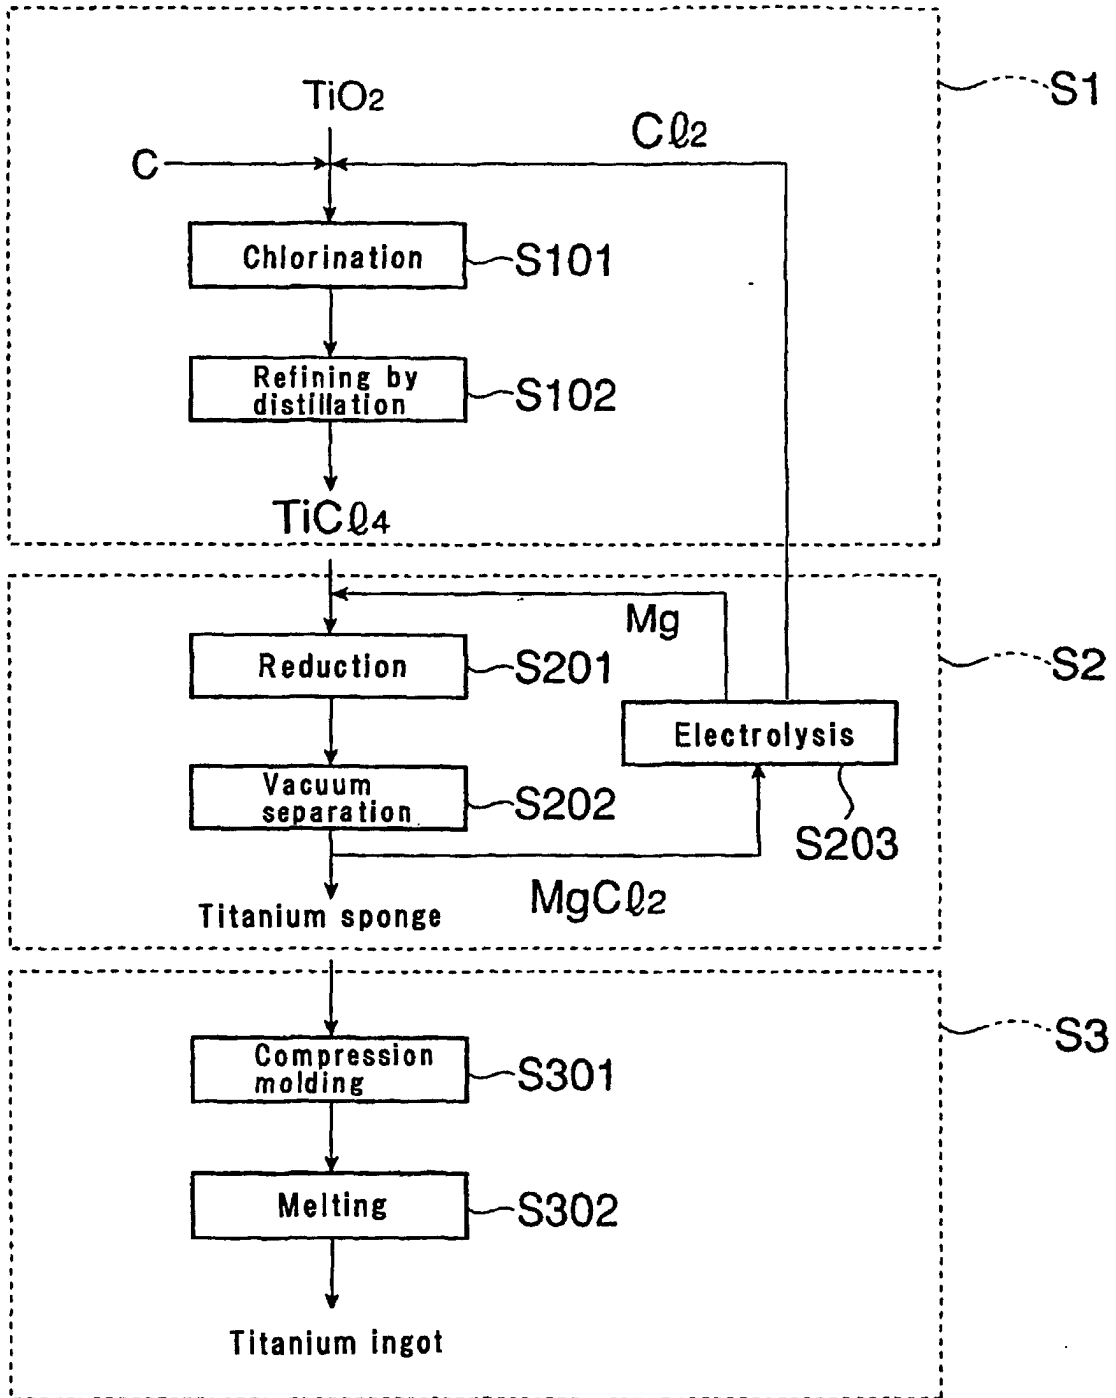 S1
TiO2
Cℓ2
C
Chlorination
S101
Refining by
distillation
S102
TiCℓ4
Mg
Reduction
S201
S2
Electrolysis
Vacuum
separation
S202
S203
MgCℓ2
Titanium sponge
S3
Compression
molding
S301
Melting
S302
Titanium ingot